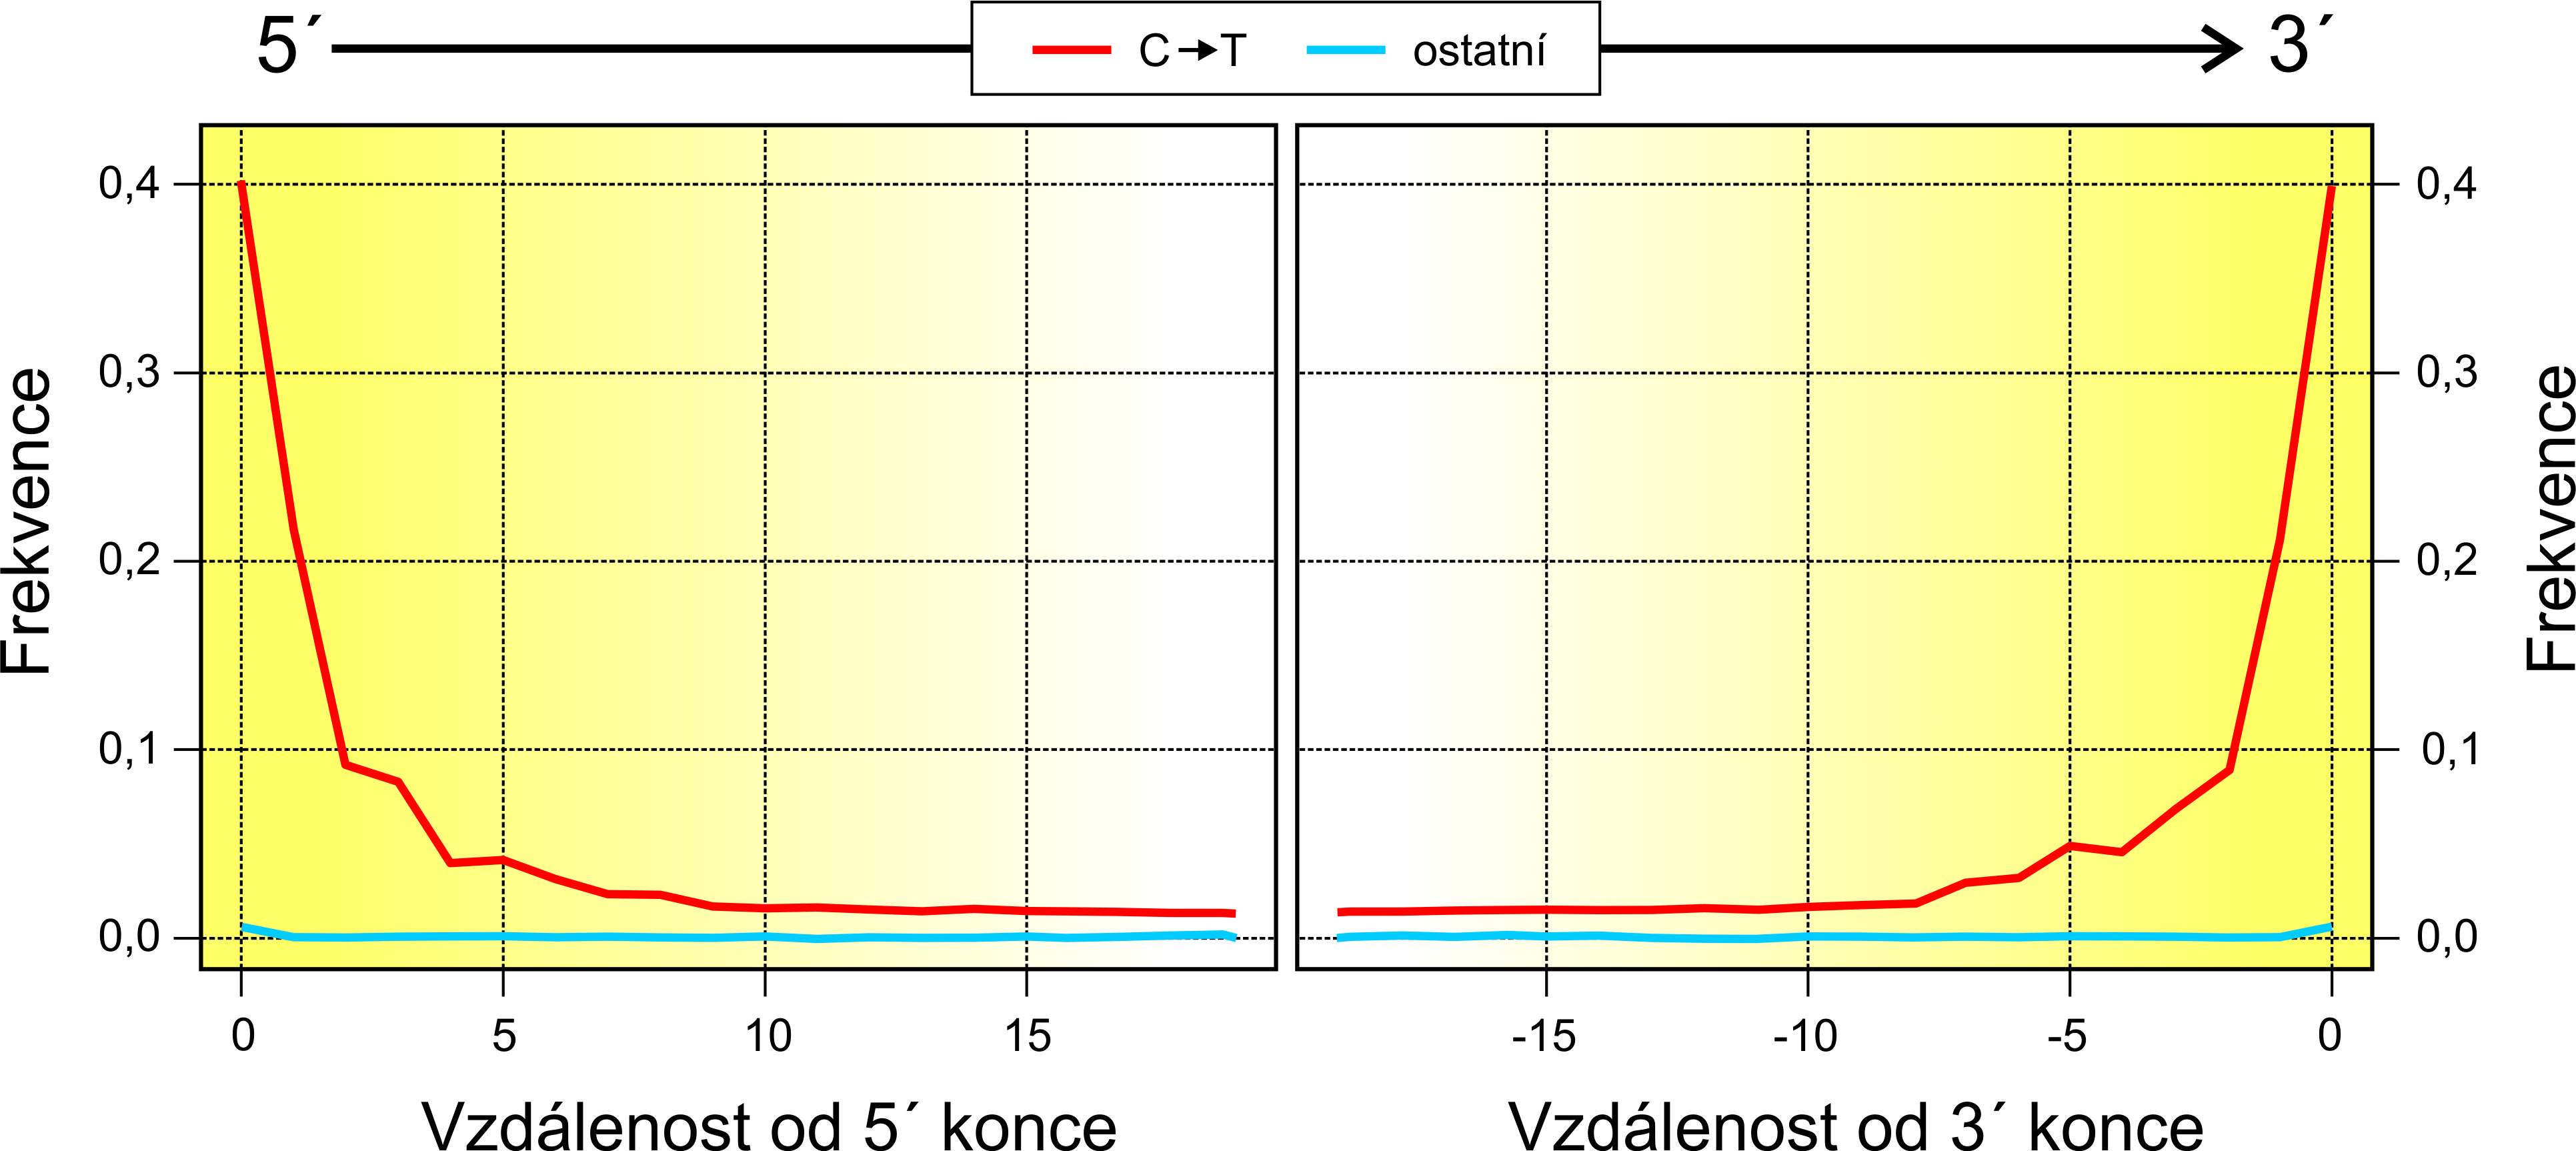 5´ C→T ostatní 3´
Frekvence
0,4
0,3
0,2
0,1
0,0
0 5 10 15
Vzdálenost od 5´ konce
0,4
0,3
0,2
0,1
0,0
Frekvence
-15 -10 -5 0
Vzdálenost od 3´ konce